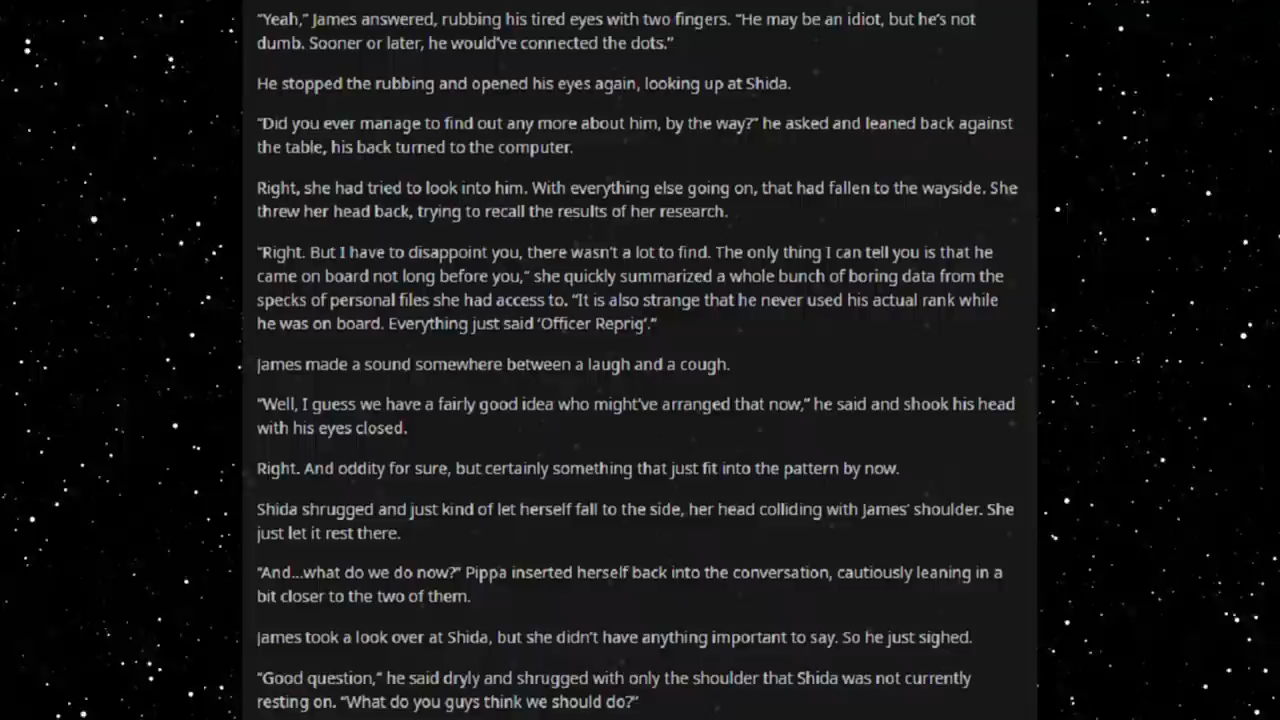 “Yeah,” James answered, rubbing his tired eyes with two fingers. “He may be an idiot, but he’s not
dumb. Sooner or later, he would’ve connected the dots.”
He stopped the rubbing and opened his eyes again, looking up at Shida.
“Did you ever manage to find out any more about him, by the way?” he asked and leaned back against
the table, his back turned to the computer.
Right, she had tried to look into him. With everything else going on, that had fallen to the wayside. She
threw her head back, trying to recall the results of her research.
“Right. But I have to disappoint you, there wasn’t a lot to find. The only thing I can tell you is that he
came on board not long before you,” she quickly summarized a whole bunch of boring data from the
specks of personal files she had access to. “It is also strange that he never used his actual rank while
he was on board. Everything just said ‘Officer Reprig’.”
James made a sound somewhere between a laugh and a cough.
“Well, I guess we have a fairly good idea who might’ve arranged that now,” he said and shook his head
with his eyes closed.
Right. And oddity for sure, but certainly something that just fit into the pattern by now.
Shida shrugged and just kind of let herself fall to the side, her head colliding with James’ shoulder. She
just let it rest there.
“And...what do we do now?” Pippa inserted herself back into the conversation, cautiously leaning in a
bit closer to the two of them.
James took a look over at Shida, but she didn’t have anything important to say. So he just sighed.
“Good question,” he said dryly and shrugged with only the shoulder that Shida was not currently
resting on. “What do you guys think we should do?”